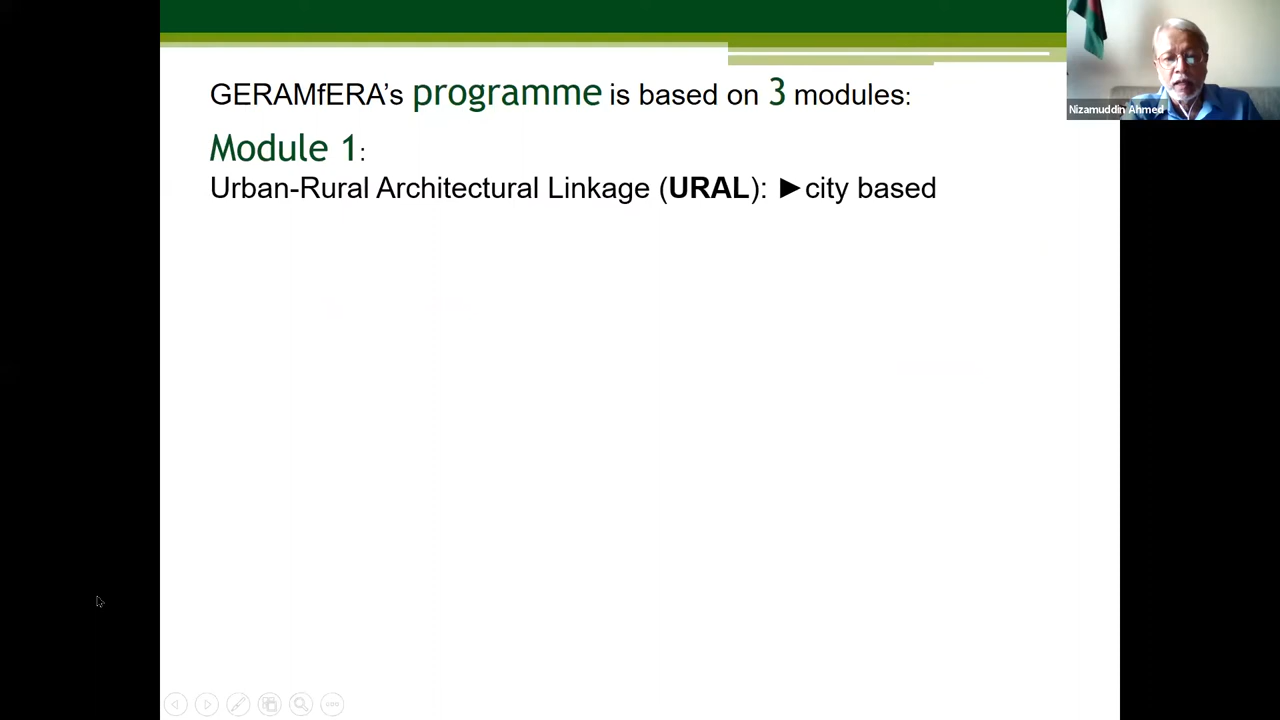 GERAMfERA's programme is based on 3 modules:
Module 1:
Urban-Rural Architectural Linkage (URAL): ►city based
Nizamuddin Ahmed